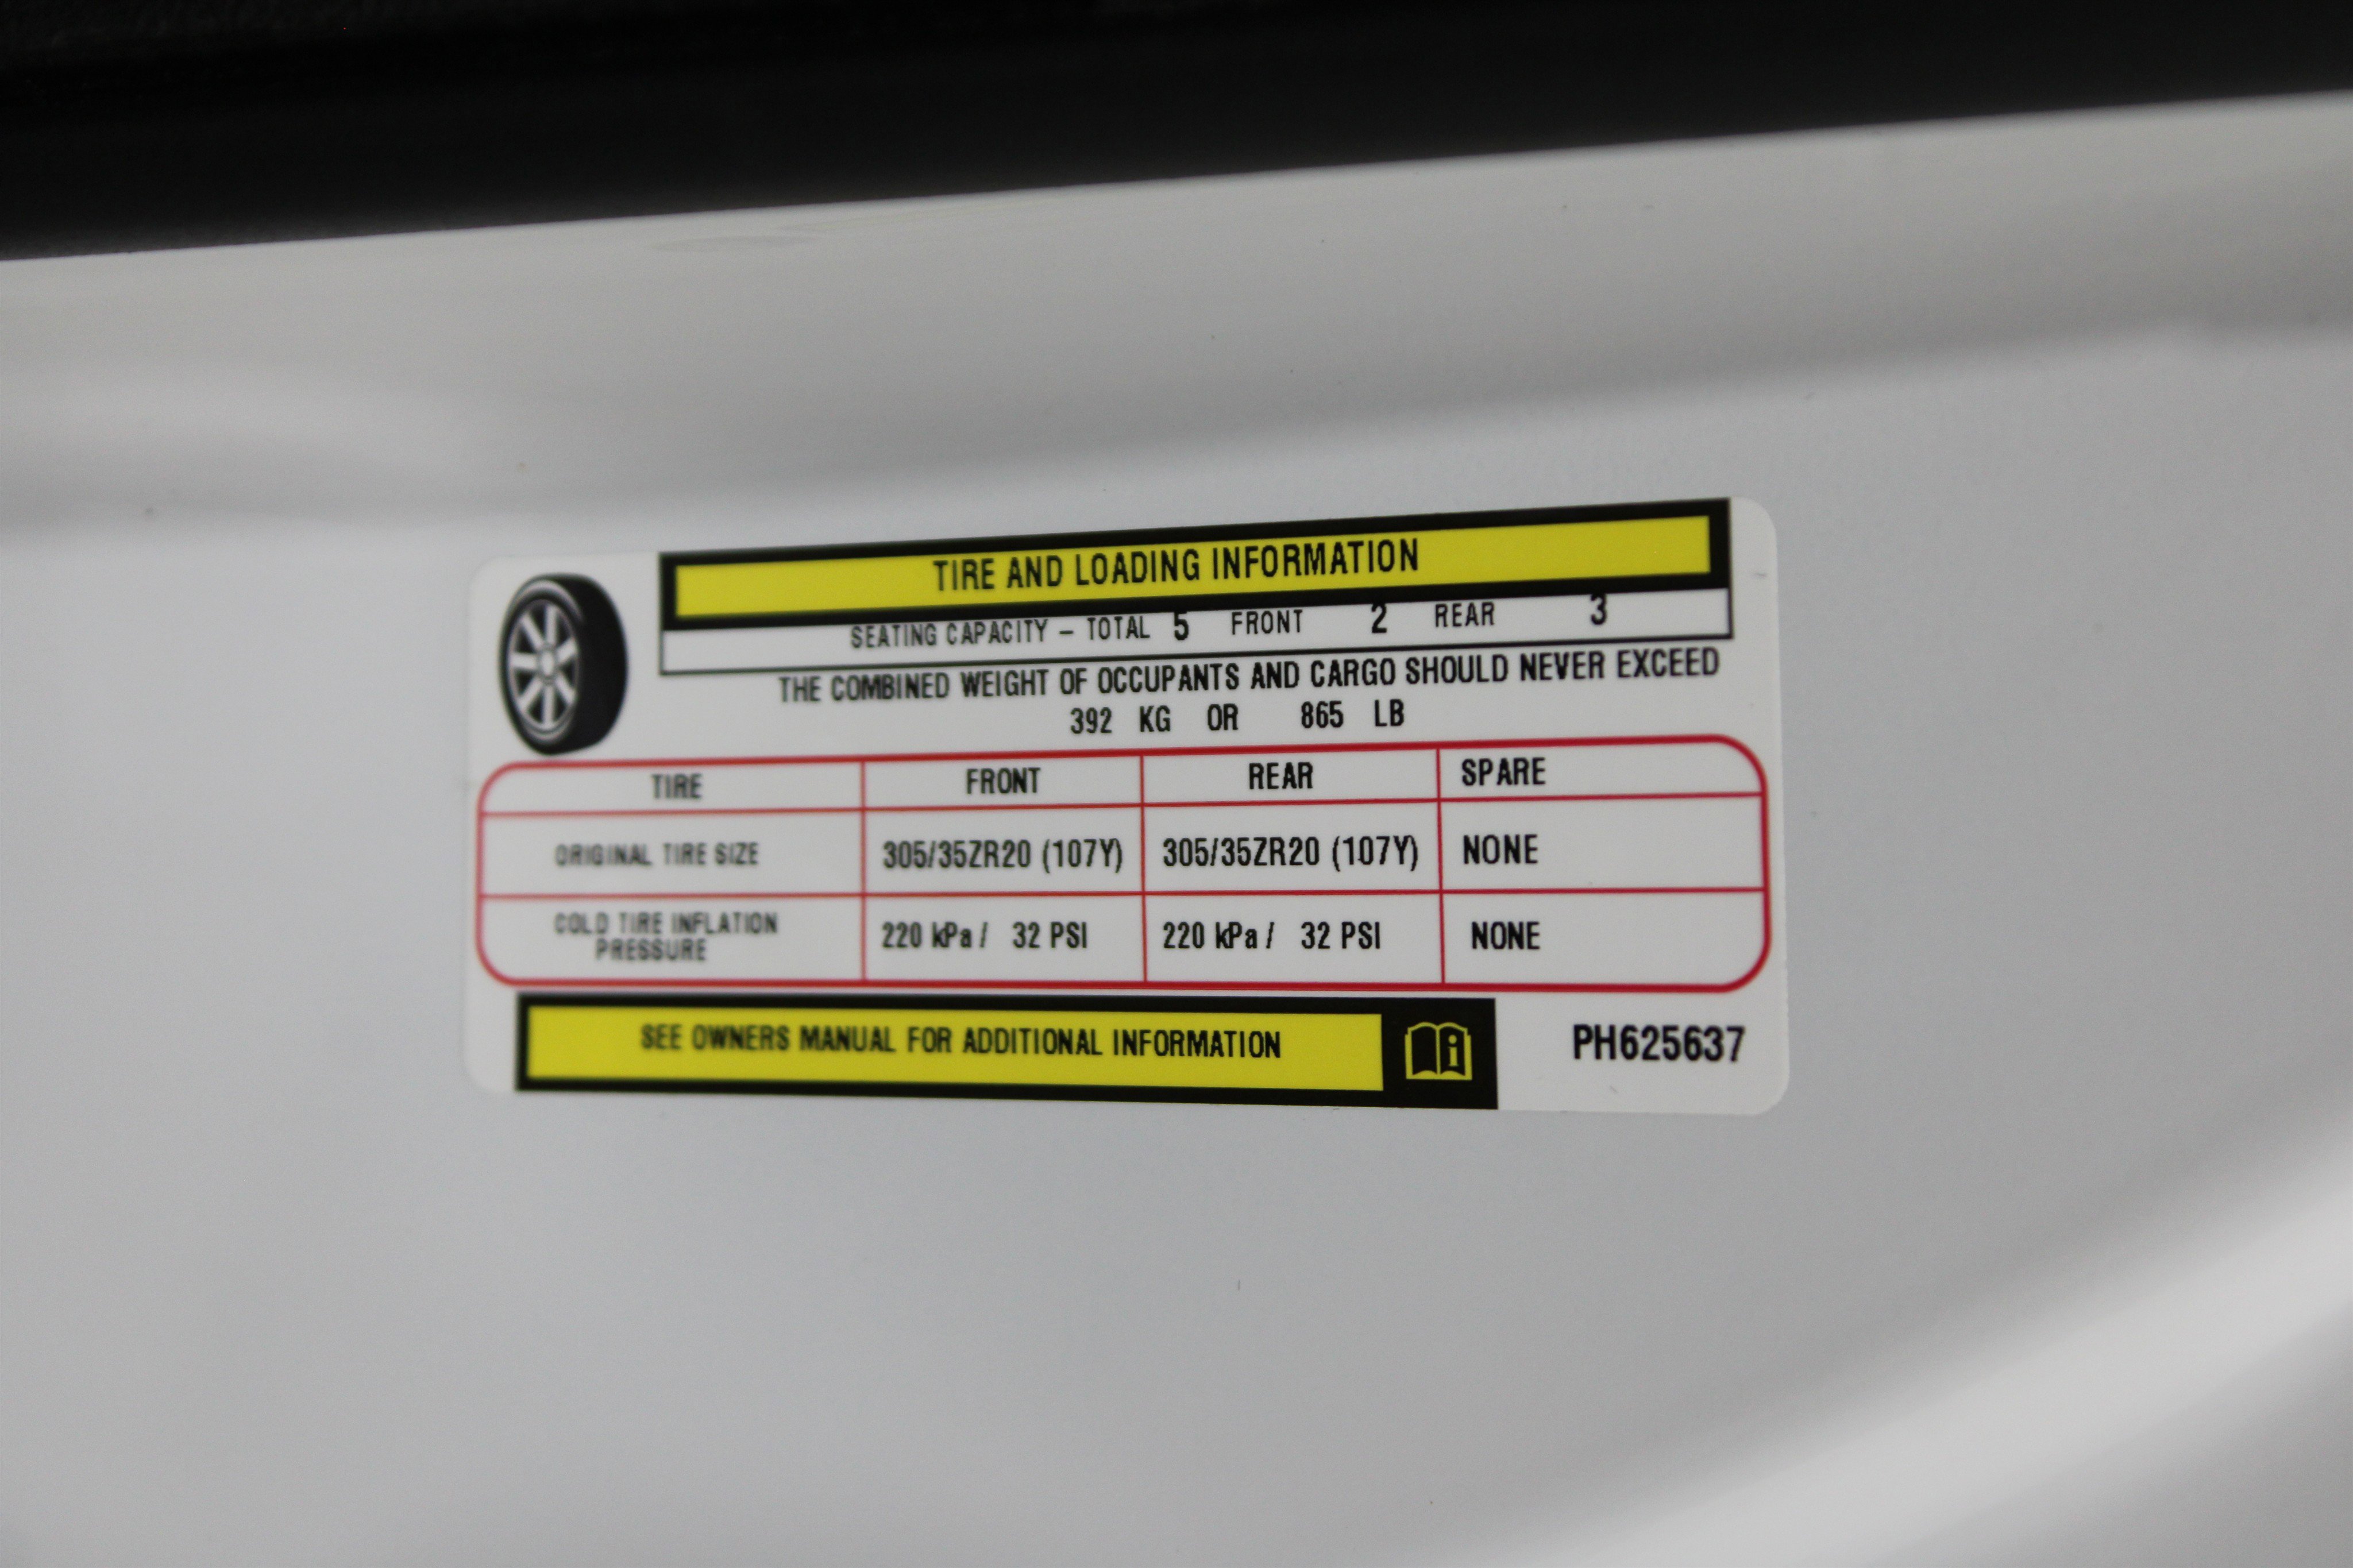 TIRE AND LOADING INFORMATION
SEATING CAPACITY – TOTAL 5 FRONT 2 REAR 3
THE COMBINED WEIGHT OF OCCUPANTS AND CARGO SHOULD NEVER EXCEED
392 KG OR 865 LB
TIRE FRONT REAR SPARE
ORIGINAL TIRE SIZE 305/35ZR20 (107Y) 305/35ZR20 (107Y) NONE
COLD TIRE INFLATION
PRESSURE 220 kPa / 32 PSI 220 kPa / 32 PSI NONE
SEE OWNERS MANUAL FOR ADDITIONAL INFORMATION i
PH625637